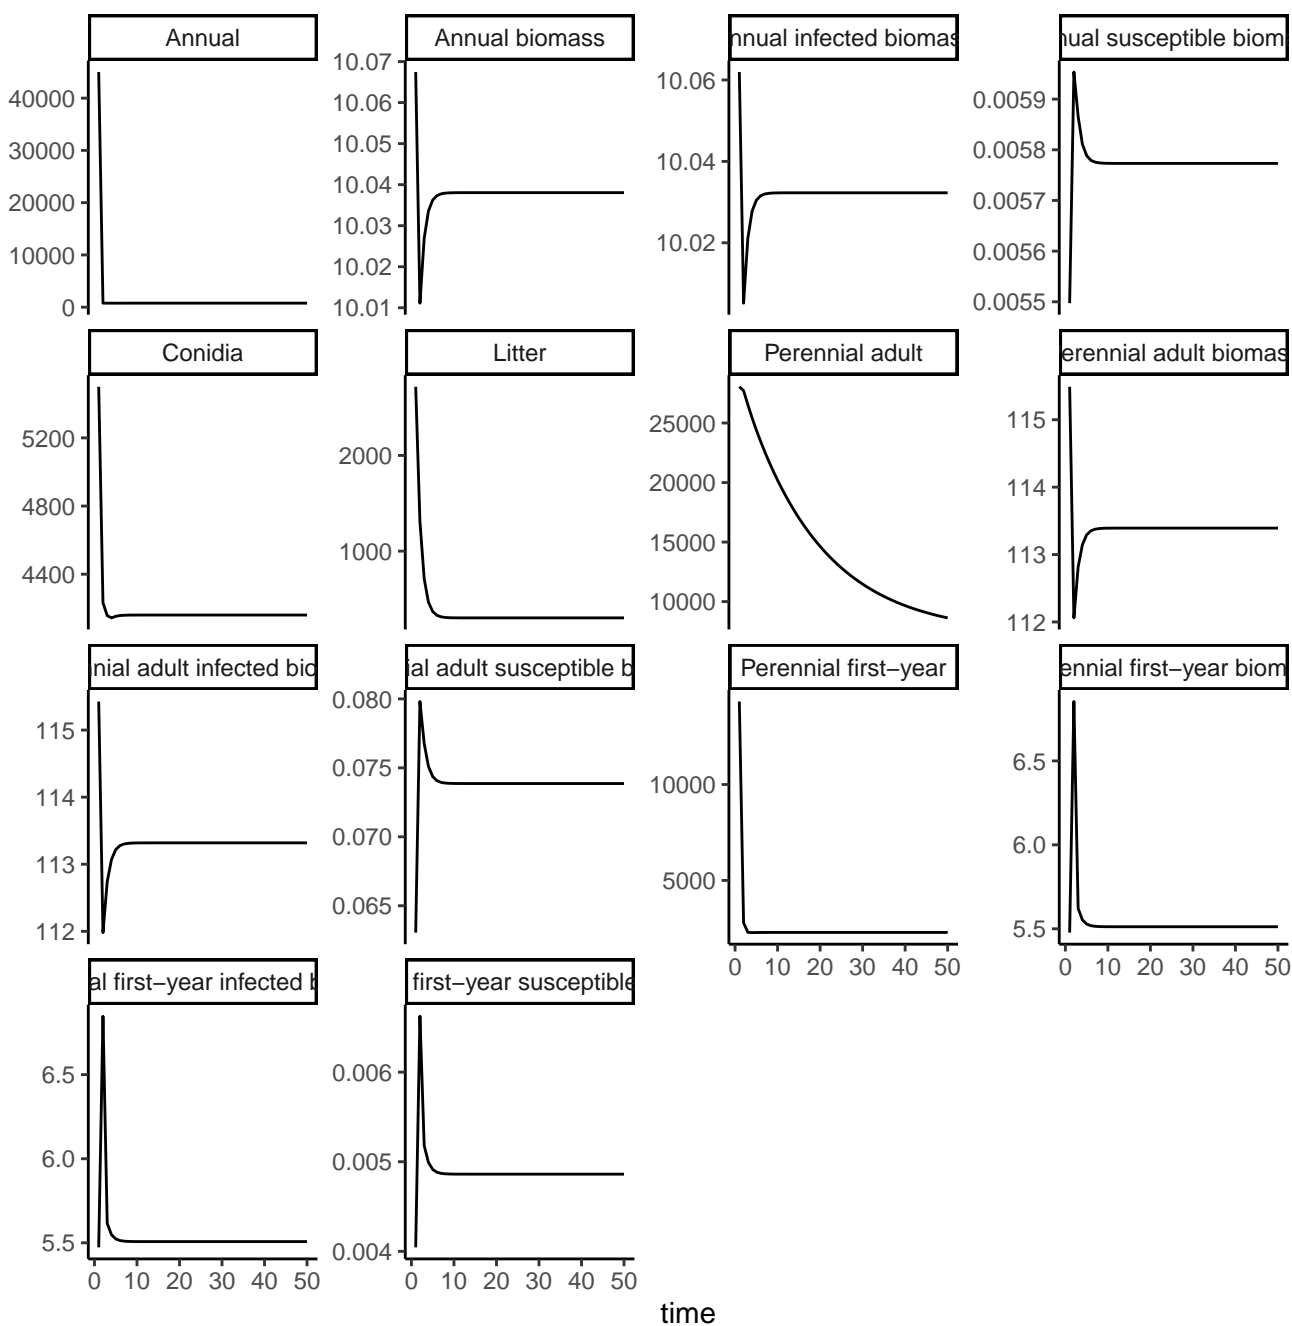 Annual
Annual biomass
nnual infected biomas
nual susceptible biom
40000
30000
20000
10000
0
10.07
10.06
10.05
10.04
10.03
10.02
10.01
10.06
10.04
10.02
0.0059
0.0058
0.0057
0.0056
0.0055
Conidia
Litter
Perennial adult
erennial adult biomas
5200
4800
4400
2000
1000
25000
20000
15000
10000
115
114
113
112
nnial adult infected bio
ial adult susceptible b
Perennial first−year
ennial first−year biom
115
114
113
112
0.080
0.075
0.070
0.065
10000
5000
6.5
6.0
5.5
0 10 20 30 40 50
0 10 20 30 40 50
al first−year infected b
first−year susceptible
6.5
6.0
5.5
0.006
0.005
0.004
0 10 20 30 40 50
0 10 20 30 40 50
time